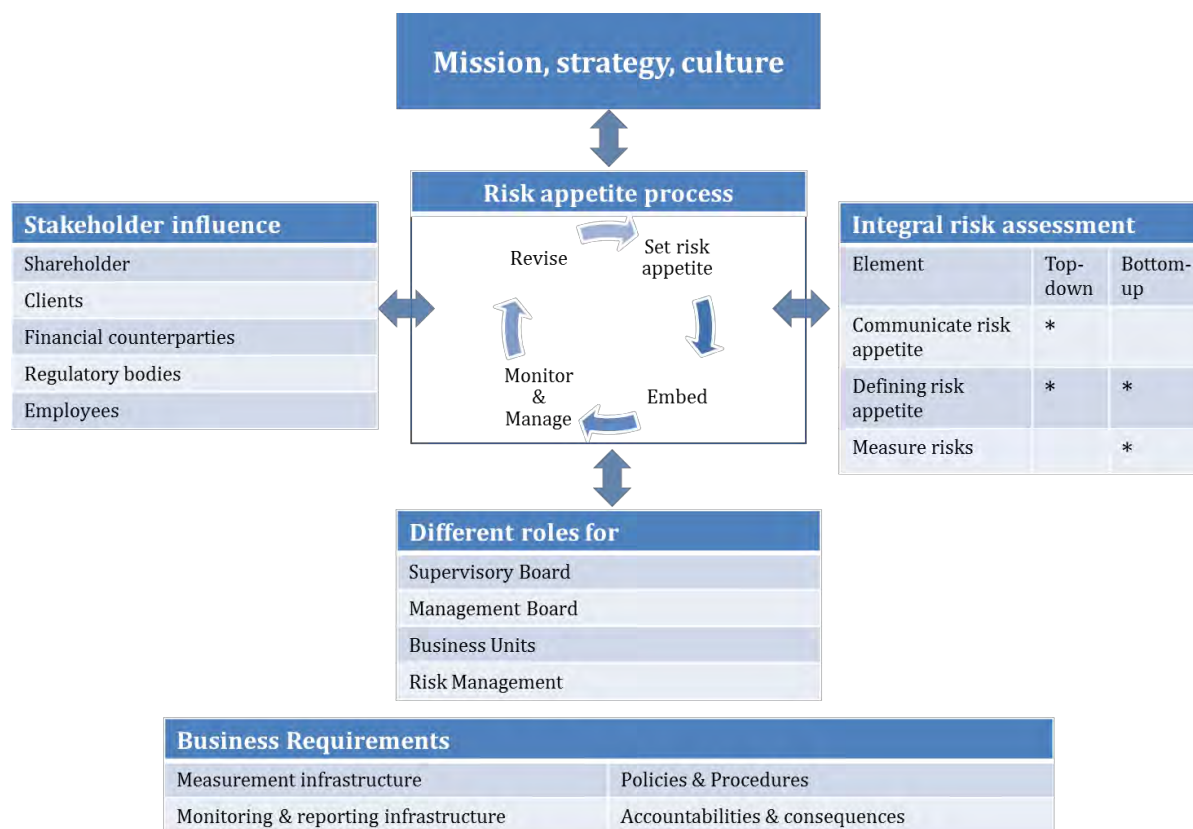 Mission, strategy, culture
Risk appetite process
Revise
Set risk
appetite
Embed
Monitor
&
Manage
Stakeholder influence
Shareholder
Clients
Financial counterparties
Regulatory bodies
Employees
Integral risk assessment
Element Top- Bottom-
down up
Communicate risk *
appetite
Defining risk * *
appetite
Measure risks *
Different roles for
Supervisory Board
Management Board
Business Units
Risk Management
Business Requirements
Measurement infrastructure Policies & Procedures
Monitoring & reporting infrastructure Accountabilities & consequences